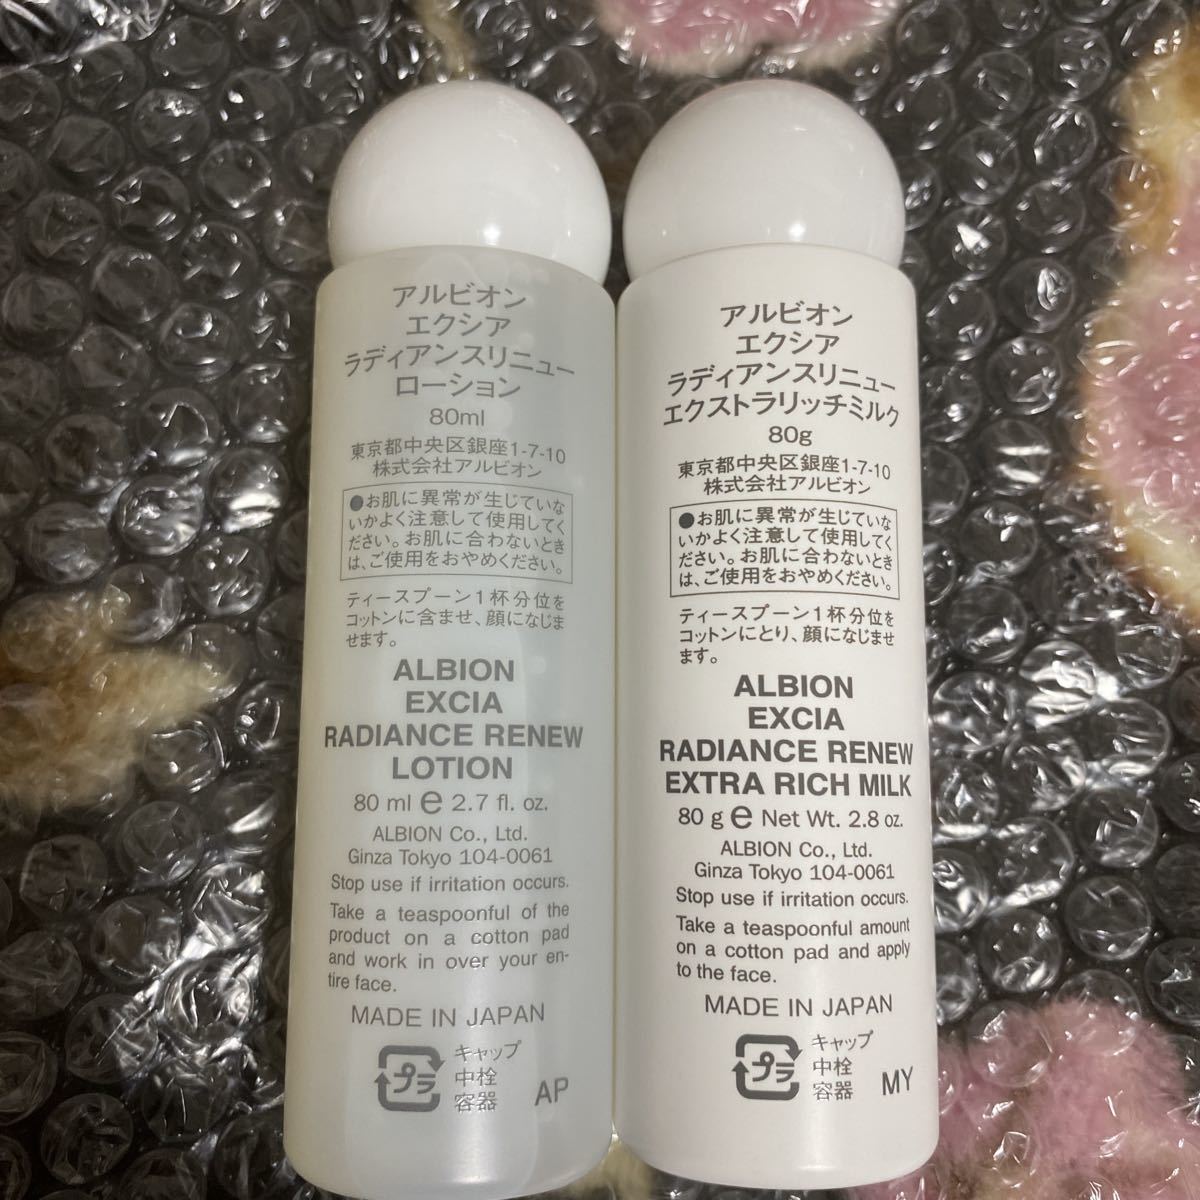 アルビオン
エクシア
ラディアンスリニュー
ローション
80ml
東京都中央区銀座1-7-10
株式会社アルビオン
●お肌に異常が生じていな
いかよく注意して使用してく
ださい。お肌に合わないとき
は、ご使用をおやめください。
ティースプーン1杯分位を
コットンに含ませ、顔になじま
せます。
ALBION
EXCIA
RADIANCE RENEW
LOTION
80 ml e 2.7 fl. oz.
ALBION Co., Ltd.
Ginza Tokyo 104-0061
Stop use if irritation occurs.
Take a teaspoonful of the
product on a cotton pad
and work in over your en-
tire face.
MADE IN JAPAN
プラ
キャップ
中栓
容器
AP
アルビオン
エクシア
ラディアンスリニュー
エクストラリッチミルク
80g
東京都中央区銀座1-7-10
株式会社アルビオン
●お肌に異常が生じていな
いかよく注意して使用してく
ださい。お肌に合わないとき
は、ご使用をおやめください。
ティースプーン1杯分位を
コットンにとり、顔になじませ
ます。
ALBION
EXCIA
RADIANCE RENEW
EXTRA RICH MILK
80 g e Net Wt. 2.8 oz.
ALBION Co., Ltd.
Ginza Tokyo 104-0061
Stop use if irritation occurs.
Take a teaspoonful amount
on a cotton pad and apply
to the face.
MADE IN JAPAN
プラ
キャップ
中栓
容器
MY